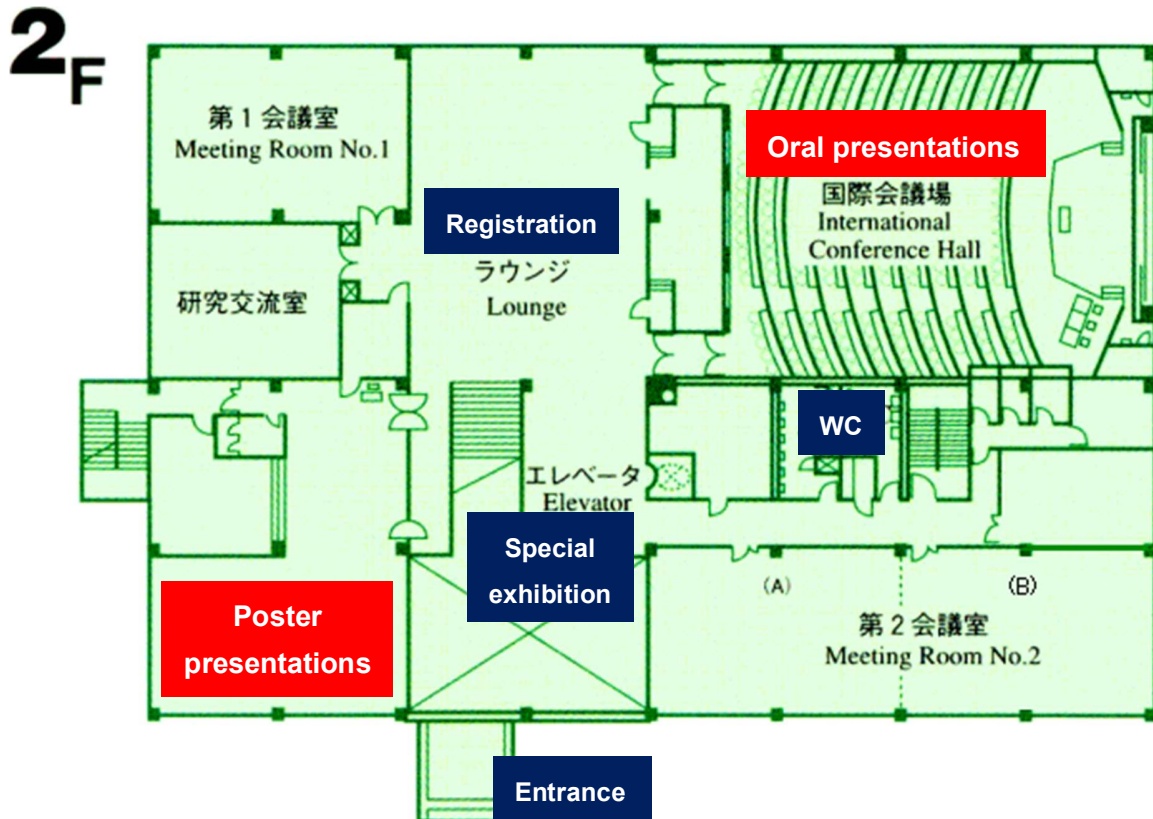 2F
第1会議室
Meeting Room No.1
Oral presentations
国際会議場
International
Conference Hall
Registration
ラウンジ
Lounge
研究交流室
WC
エレベータ
Elevator
Special
exhibition
(A)
(B)
Poster
presentations
第2会議室
Meeting Room No.2
Entrance